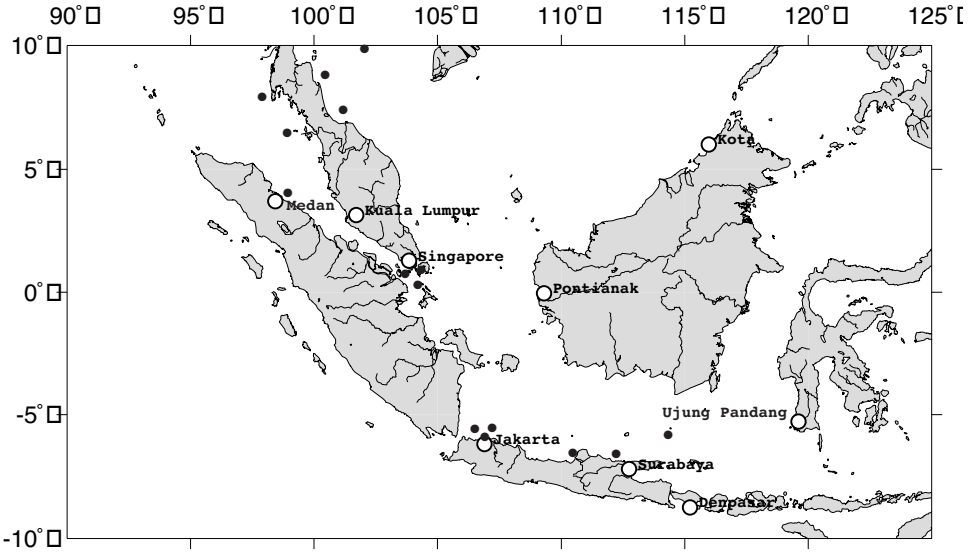 90°□ 95°□ 100°□ 105°□ 110°□ 115°□ 120°□ 125°□
10°□
Kota
5°□
Medan
Kuala Lumpur
Singapore
0°□
Pontianak
-5°□
Ujung Pandang
Jakarta
Surabaya
Denpasar
-10°□